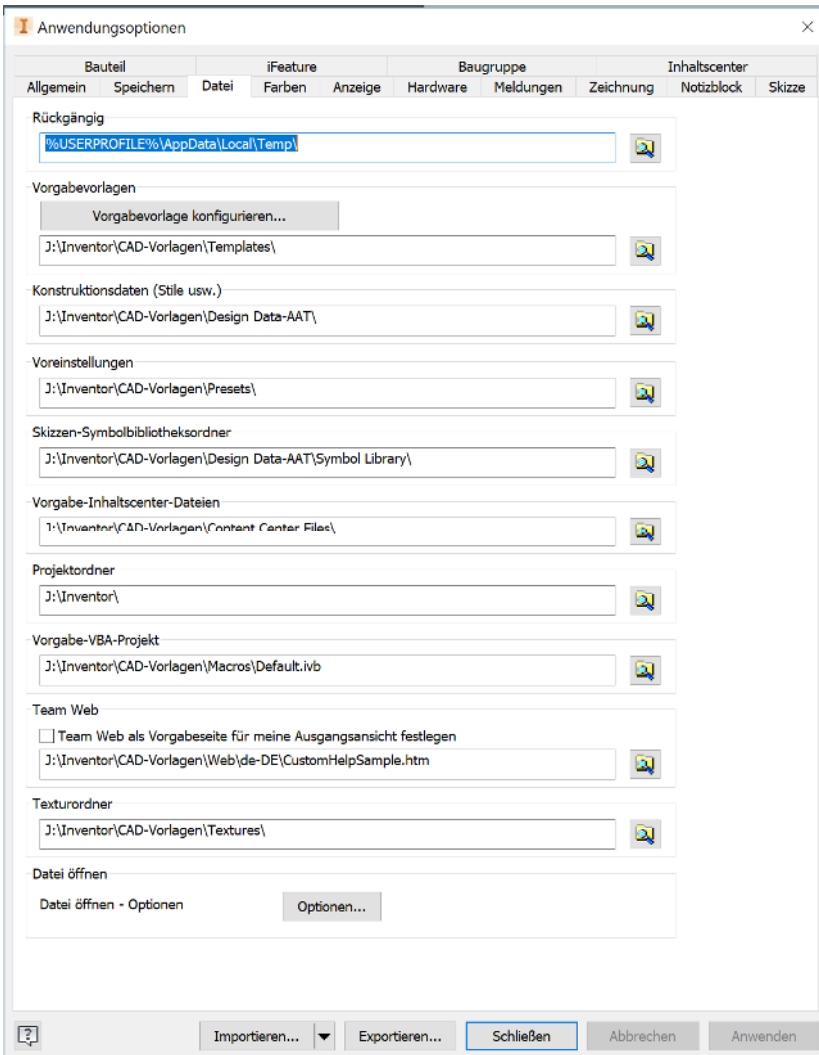 Anwendungsoptionen
Bauteil iFeature Baugruppe Inhaltscenter
Allgemein Speichern Datei Farben Anzeige Hardware Meldungen Zeichnung Notizblock Skizze
Rückgängig
%USERPROFILE%\AppData\Local\Temp\
Vorgabevorlagen
Vorgabevorlage konfigurieren...
J:\Inventor\CAD-Vorlagen\Templates\
Konstruktionsdaten (Stile usw.)
J:\Inventor\CAD-Vorlagen\Design Data-AAT\
Voreinstellungen
J:\Inventor\CAD-Vorlagen\Presets\
Skizzen-Symbolbibliotheksordner
J:\Inventor\CAD-Vorlagen\Design Data-AAT\Symbol Library\
Vorgabe-Inhaltscenter-Dateien
J:\Inventor\CAD-Vorlagen\Content Center Files\
Projektordner
J:\Inventor\
Vorgabe-VBA-Projekt
J:\Inventor\CAD-Vorlagen\Macros\Default.ivb
Team Web
Team Web als Vorgabeseite für meine Ausgangsansicht festlegen
J:\Inventor\CAD-Vorlagen\Web\de-DE\CustomHelpSample.htm
Texturordner
J:\Inventor\CAD-Vorlagen\Textures\
Datei öffnen
Datei öffnen - Optionen Optionen...
Importieren... Exportieren... Schließen Abbrechen Anwenden